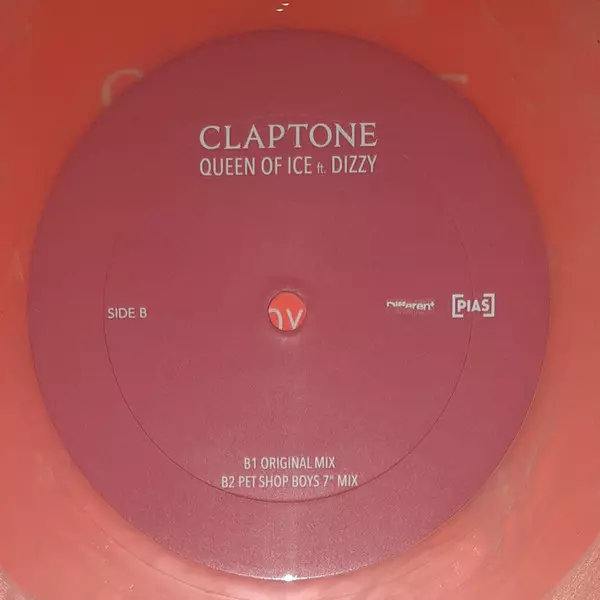 CLAPTONE
QUEEN OF ICE ft. DIZZY
SIDE B
Different
[PIAS]
B1 ORIGINAL MIX
B2 PET SHOP BOYS 7" MIX